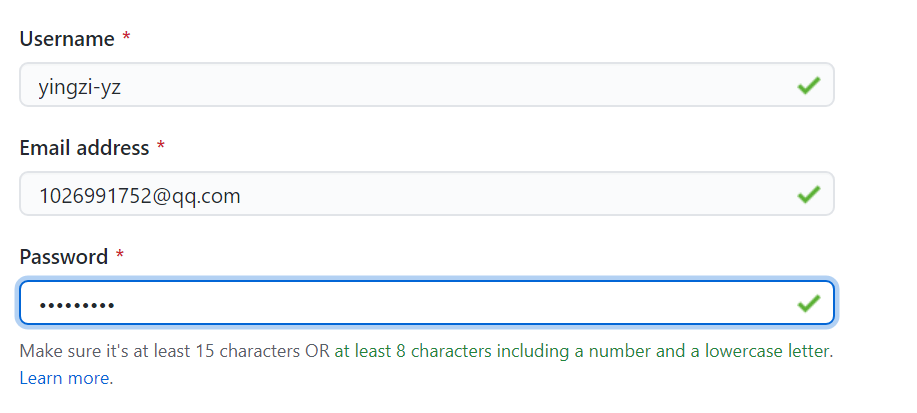 Username *
yingzi-yz
Email address *
1026991752@qq.com
Password *
•••••••••
Make sure it's at least 15 characters OR at least 8 characters including a number and a lowercase letter.
Learn more.